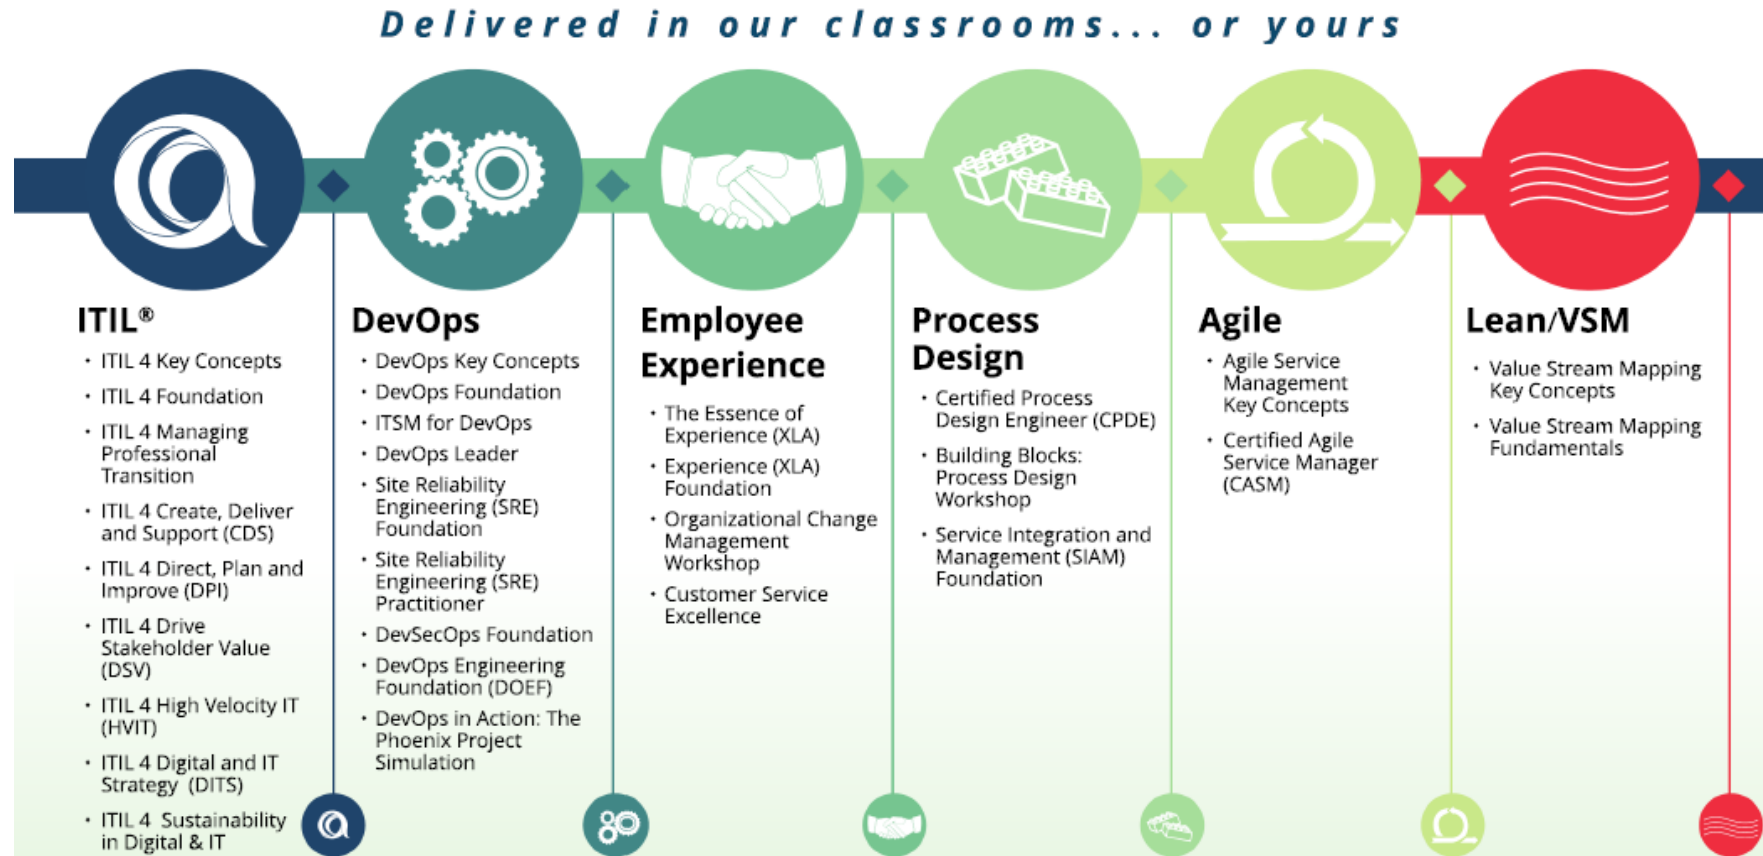 Delivered in our classrooms... or yours
ITIL®
· ITIL 4 Key Concepts
· ITIL 4 Foundation
· ITIL 4 Managing
Professional
Transition
· ITIL 4 Create, Deliver
and Support (CDS)
· ITIL 4 Direct, Plan and
Improve (DPI)
· ITIL 4 Drive
Stakeholder Value
(DSV)
· ITIL 4 High Velocity IT
(HVIT)
· ITIL 4 Digital and IT
Strategy (DITS)
· ITIL 4 Sustainability
in Digital & IT
DevOps
· DevOps Key Concepts
· DevOps Foundation
· ITSM for DevOps
· DevOps Leader
· Site Reliability
Engineering (SRE)
Foundation
· Site Reliability
Engineering (SRE)
Practitioner
· DevSecOps Foundation
· DevOps Engineering
Foundation (DOEF)
· DevOps in Action: The
Phoenix Project
Simulation
Employee
Experience
· The Essence of
Experience (XLA)
· Experience (XLA)
Foundation
· Organizational Change
Management
Workshop
· Customer Service
Excellence
Process
Design
· Certified Process
Design Engineer (CPDE)
· Building Blocks:
Process Design
Workshop
· Service Integration and
Management (SIAM)
Foundation
Agile
· Agile Service
Management
Key Concepts
· Certified Agile
Service Manager
(CASM)
Lean/VSM
· Value Stream Mapping
Key Concepts
· Value Stream Mapping
Fundamentals